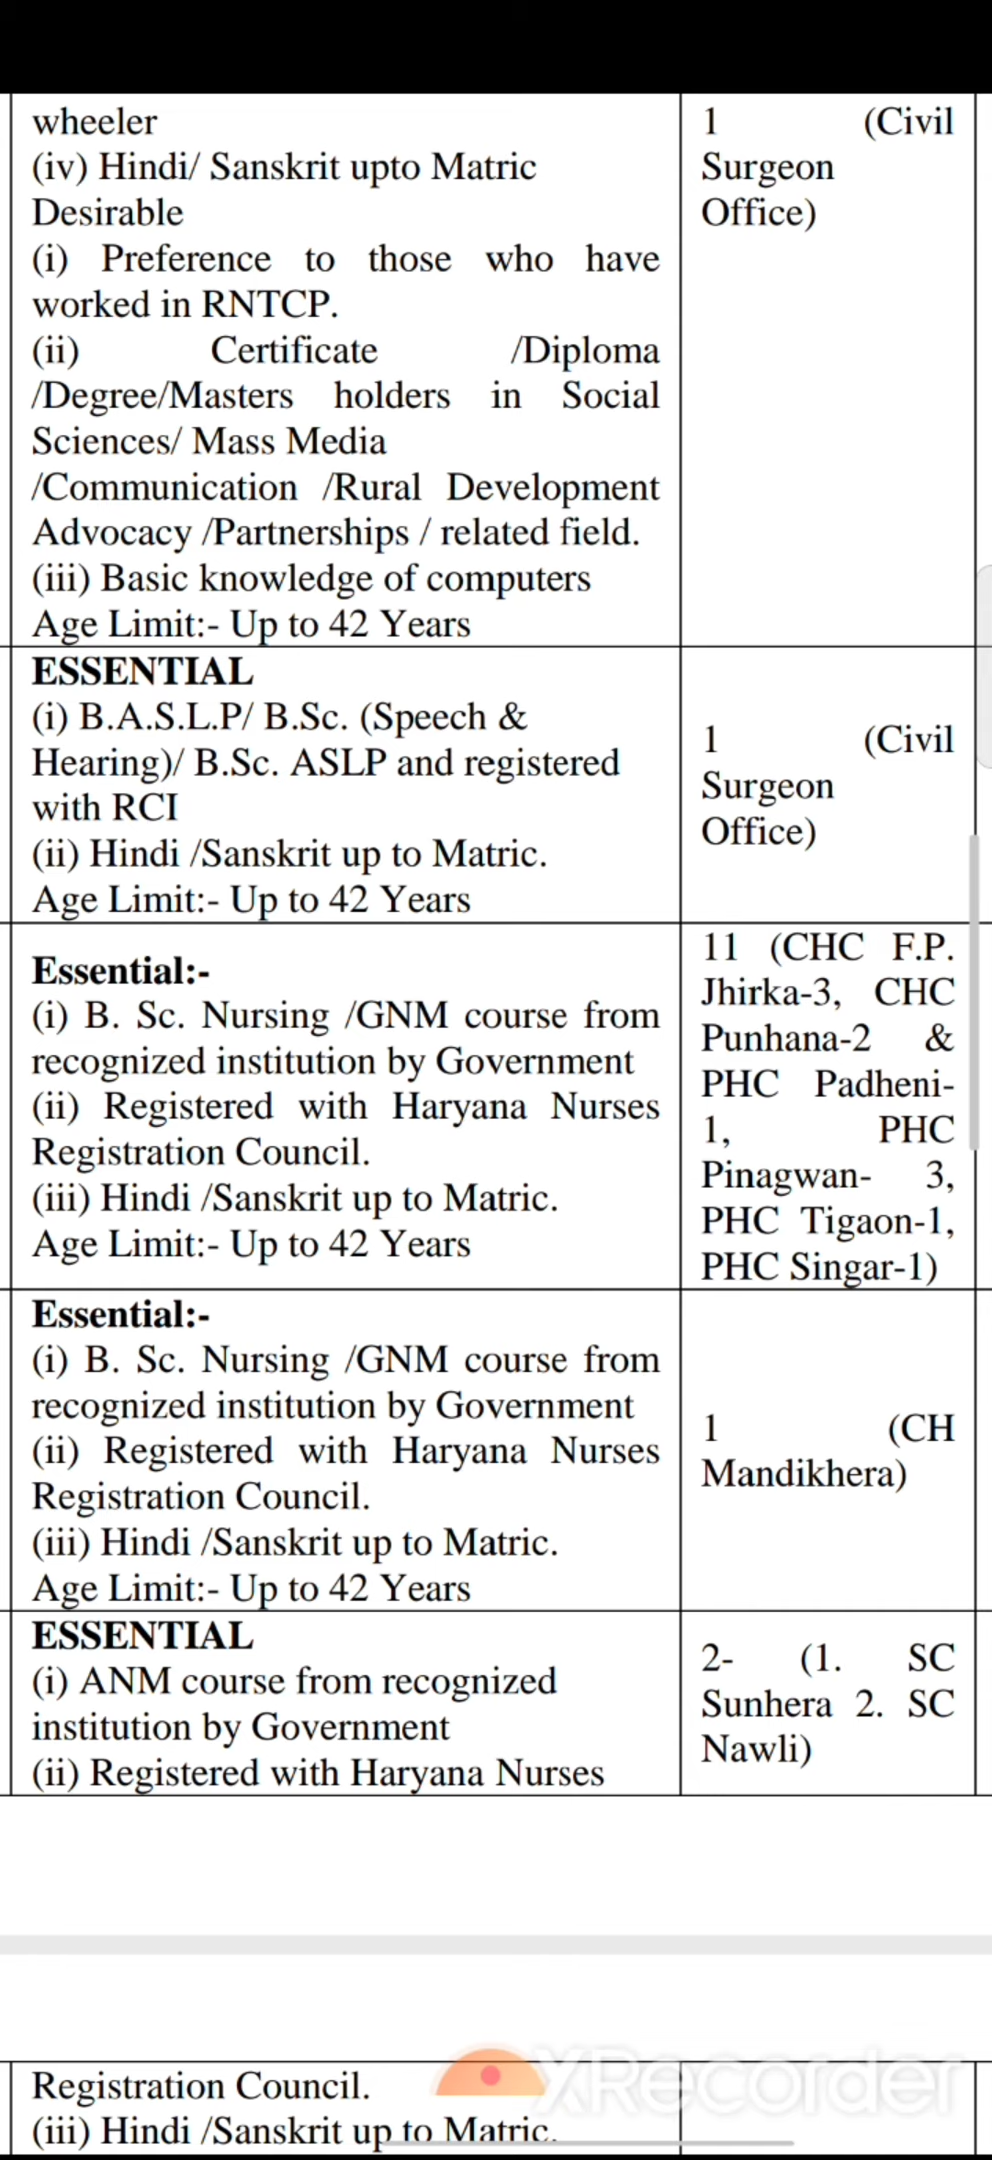 wheeler
(iv) Hindi/ Sanskrit upto Matric
Desirable
(i) Preference to those who have
worked in RNTCP.
(ii) Certificate /Diploma
/Degree/Masters holders in Social
Sciences/ Mass Media
/Communication /Rural Development
Advocacy /Partnerships / related field.
(iii) Basic knowledge of computers
Age Limit:- Up to 42 Years
1 (Civil
Surgeon
Office)
ESSENTIAL
(i) B.A.S.L.P/ B.Sc. (Speech &
Hearing)/ B.Sc. ASLP and registered
with RCI
(ii) Hindi /Sanskrit up to Matric.
Age Limit:- Up to 42 Years
1 (Civil
Surgeon
Office)
Essential:-
(i) B. Sc. Nursing /GNM course from
recognized institution by Government
(ii) Registered with Haryana Nurses
Registration Council.
(iii) Hindi /Sanskrit up to Matric.
Age Limit:- Up to 42 Years
11 (CHC F.P.
Jhirka-3, CHC
Punhana-2 &
PHC Padheni-
1, PHC
Pinagwan- 3,
PHC Tigaon-1,
PHC Singar-1)
Essential:-
(i) B. Sc. Nursing /GNM course from
recognized institution by Government
(ii) Registered with Haryana Nurses
Registration Council.
(iii) Hindi /Sanskrit up to Matric.
Age Limit:- Up to 42 Years
1 (CH
Mandikhera)
ESSENTIAL
(i) ANM course from recognized
institution by Government
(ii) Registered with Haryana Nurses
2- (1. SC
Sunhera 2. SC
Nawli)
Registration Council.
(iii) Hindi /Sanskrit up to Matric.
XRecorder